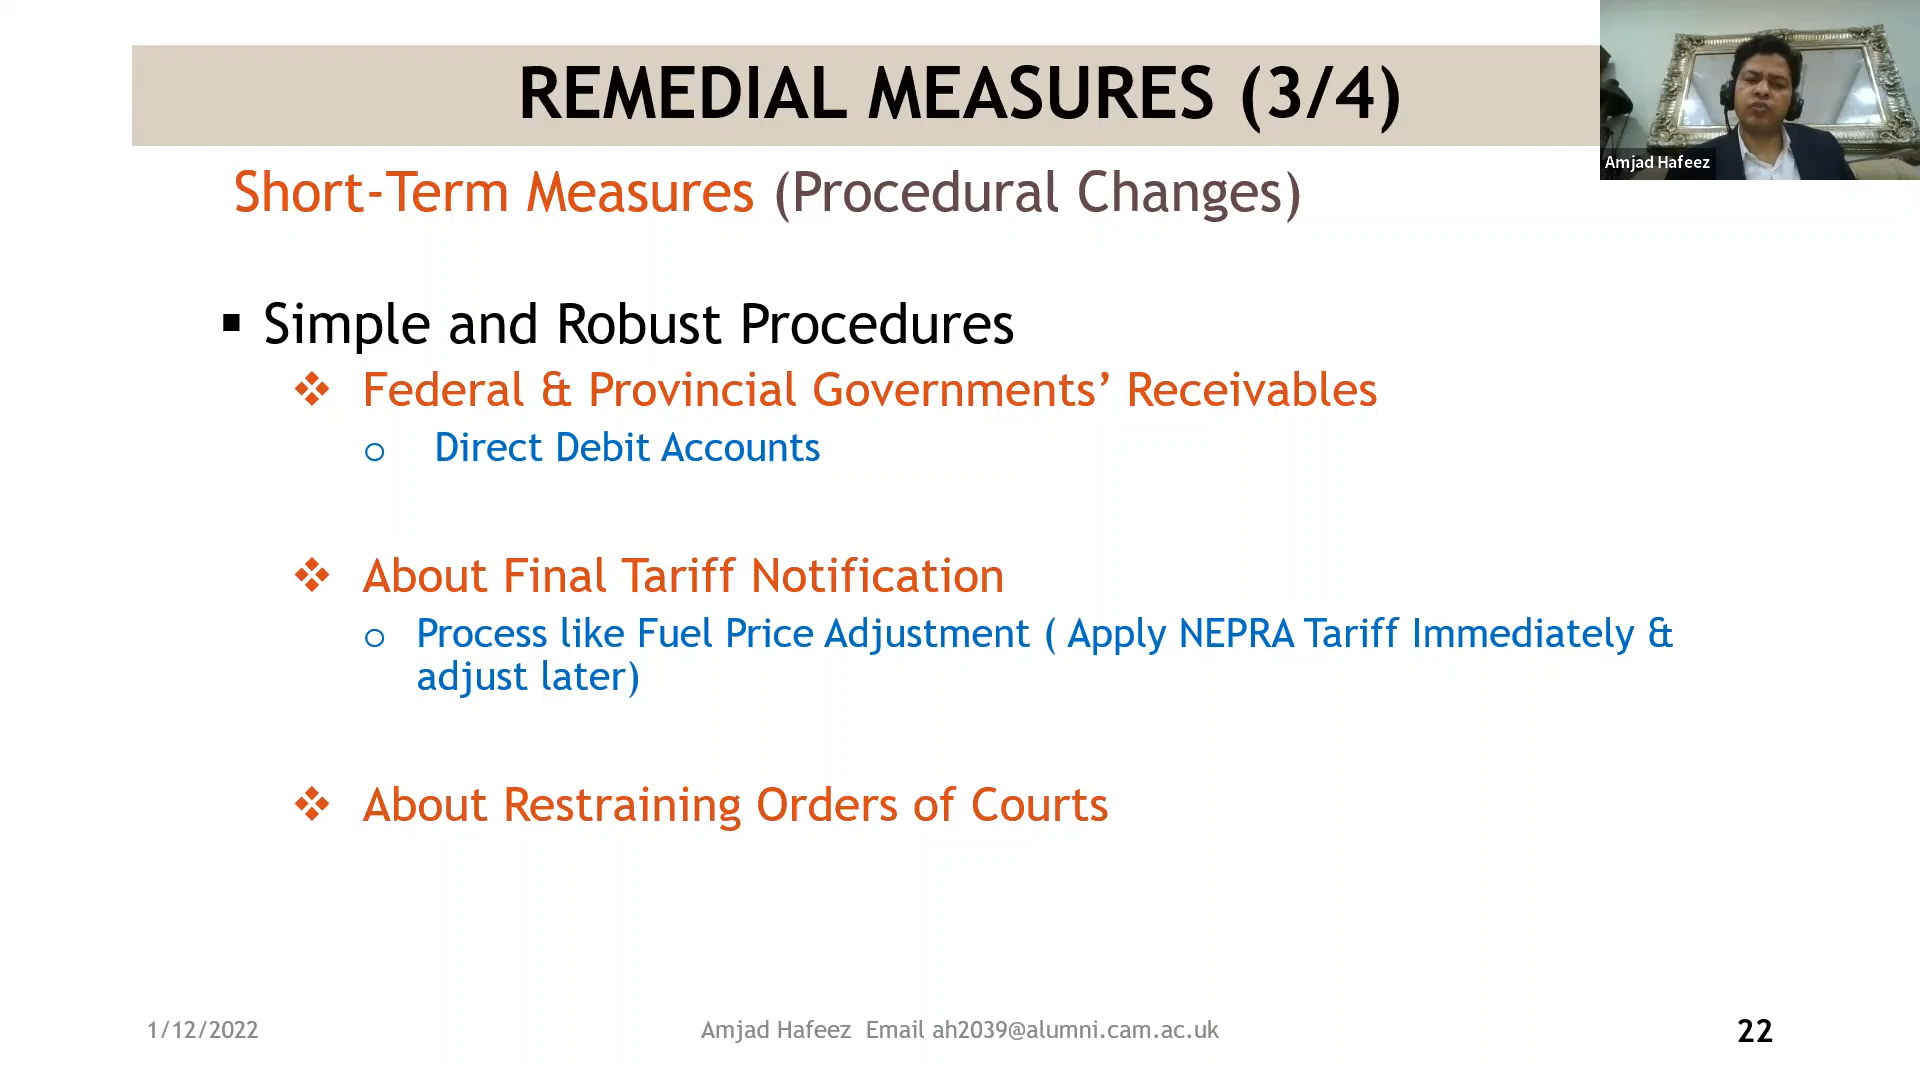 REMEDIAL MEASURES (3/4)
Amjad Hafeez
Short-Term Measures (Procedural Changes)
▪ Simple and Robust Procedures
❖ Federal & Provincial Governments’ Receivables
o Direct Debit Accounts
❖ About Final Tariff Notification
o Process like Fuel Price Adjustment ( Apply NEPRA Tariff Immediately &
adjust later)
❖ About Restraining Orders of Courts
1/12/2022
Amjad Hafeez Email ah2039@alumni.cam.ac.uk
22